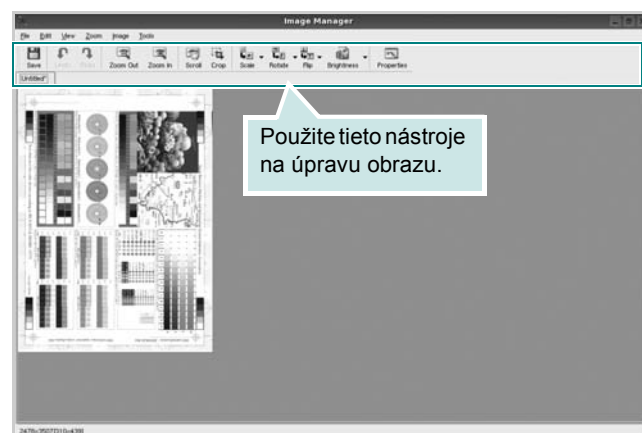 Image Manager
File Edit View Zoom Image Tools
Save Undo Redo Zoom Out Zoom In Scroll Crop Scale Rotate Flip Brightness Properties
Untitled*
Použite tieto nástroje
na úpravu obrazu.